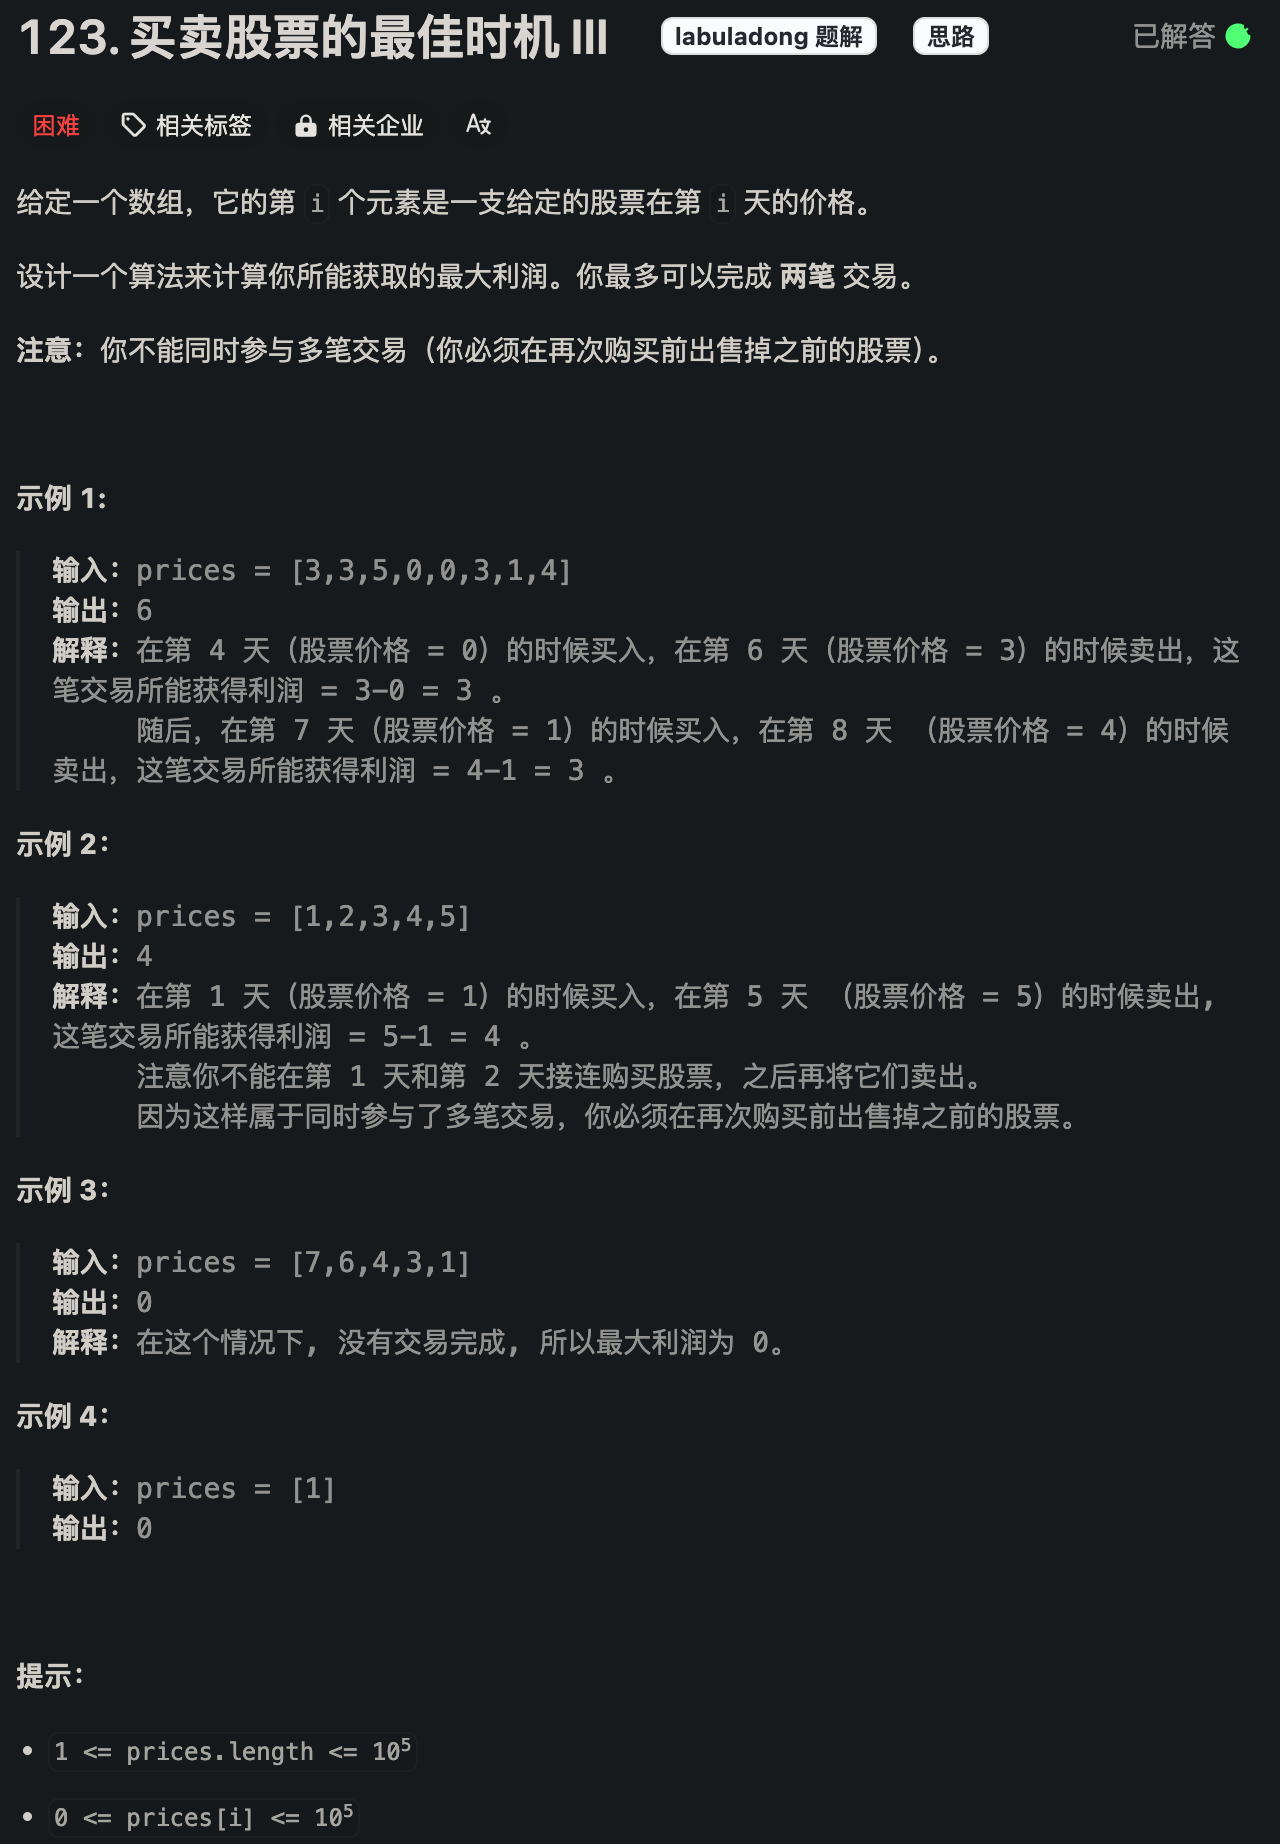 123. 买卖股票的最佳时机 III labuladong 题解 思路 已解答
困难 相关标签 相关企业 Ax
给定一个数组，它的第 i 个元素是一支给定的股票在第 i 天的价格。
设计一个算法来计算你所能获取的最大利润。你最多可以完成 两笔 交易。
注意：你不能同时参与多笔交易（你必须在再次购买前出售掉之前的股票）。
示例 1:
输入：prices = [3,3,5,0,0,3,1,4]
输出：6
解释：在第 4 天（股票价格 = 0）的时候买入，在第 6 天（股票价格 = 3）的时候卖出，这
笔交易所能获得利润 = 3-0 = 3 。
随后，在第 7 天（股票价格 = 1）的时候买入，在第 8 天 （股票价格 = 4）的时候
卖出，这笔交易所能获得利润 = 4-1 = 3 。
示例 2：
输入：prices = [1,2,3,4,5]
输出：4
解释：在第 1 天（股票价格 = 1）的时候买入，在第 5 天 （股票价格 = 5）的时候卖出,
这笔交易所能获得利润 = 5-1 = 4 。
注意你不能在第 1 天和第 2 天接连购买股票，之后再将它们卖出。
因为这样属于同时参与了多笔交易，你必须在再次购买前出售掉之前的股票。
示例 3：
输入：prices = [7,6,4,3,1]
输出：0
解释：在这个情况下, 没有交易完成, 所以最大利润为 0。
示例 4：
输入：prices = [1]
输出：0
提示：
1 <= prices.length <= 10⁵
0 <= prices[i] <= 10⁵